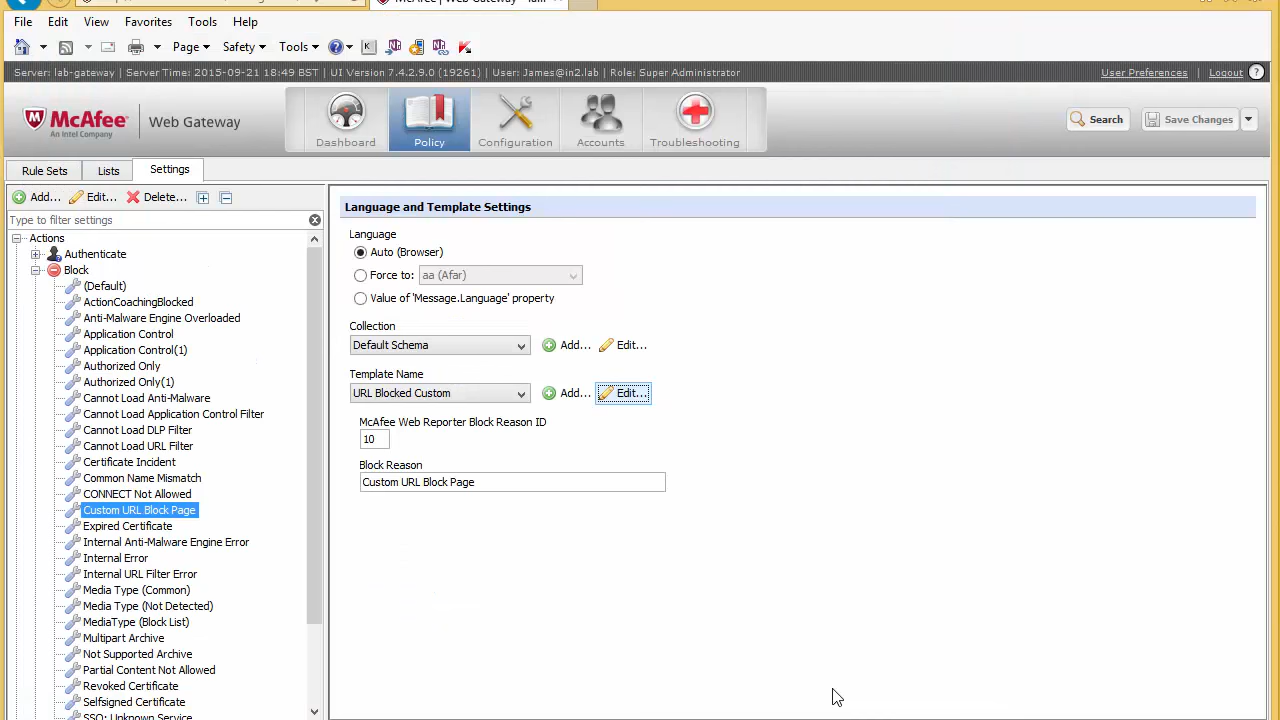 McAfee | Web Gateway - lam
File Edit View Favorites Tools Help
Page Safety Tools
Server: lab-gateway | Server Time: 2015-09-21 18:49 BST | UI Version 7.4.2.9.0 (19261) | User: James@in2.lab | Role: Super Administrator
User Preferences | Logout
McAfee
An Intel Company
Web Gateway
Dashboard
Policy
Configuration
Accounts
Troubleshooting
Search
Save Changes
Rule Sets
Lists
Settings
Add... Edit... Delete...
Type to filter settings
Actions
Authenticate
Block
(Default)
ActionCoachingBlocked
Anti-Malware Engine Overloaded
Application Control
Application Control(1)
Authorized Only
Authorized Only(1)
Cannot Load Anti-Malware
Cannot Load Application Control Filter
Cannot Load DLP Filter
Cannot Load URL Filter
Certificate Incident
Common Name Mismatch
CONNECT Not Allowed
Custom URL Block Page
Expired Certificate
Internal Anti-Malware Engine Error
Internal Error
Internal URL Filter Error
Media Type (Common)
Media Type (Not Detected)
MediaType (Block List)
Multipart Archive
Not Supported Archive
Partial Content Not Allowed
Revoked Certificate
Selfsigned Certificate
SSO: Unknown Service
Language and Template Settings
Language
Auto (Browser)
Force to: aa (Afar)
Value of 'Message.Language' property
Collection
Default Schema Add... Edit...
Template Name
URL Blocked Custom Add... Edit...
McAfee Web Reporter Block Reason ID
10
Block Reason
Custom URL Block Page